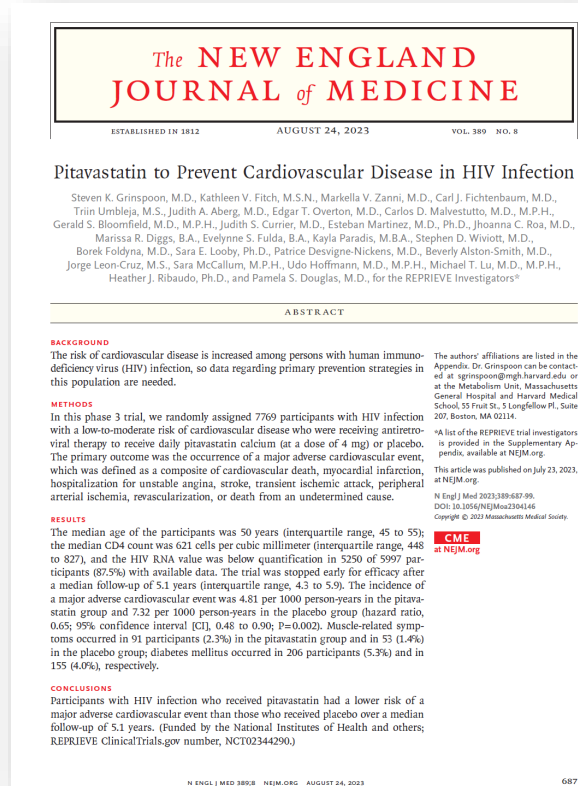 The NEW ENGLAND
JOURNAL of MEDICINE
ESTABLISHED IN 1812
AUGUST 24, 2023
VOL. 389 NO. 8
Pitavastatin to Prevent Cardiovascular Disease in HIV Infection
Steven K. Grinspoon, M.D., Kathleen V. Fitch, M.S.N., Markella V. Zanni, M.D., Carl J. Fichtenbaum, M.D.,
Triin Umbleja, M.S., Judith A. Aberg, M.D., Edgar T. Overton, M.D., Carlos D. Malvestutto, M.D., M.P.H.,
Gerald S. Bloomfield, M.D., M.P.H., Judith S. Currier, M.D., Esteban Martinez, M.D., Ph.D., Jhoanna C. Roa, M.D.,
Marissa R. Diggs, B.A., Evelynne S. Fulda, B.A., Kayla Paradis, M.B.A., Stephen D. Wiviott, M.D.,
Borek Foldyna, M.D., Sara E. Looby, Ph.D., Patrice Desvigne-Nickens, M.D., Beverly Alston-Smith, M.D.,
Jorge Leon-Cruz, M.S., Sara McCallum, M.P.H., Udo Hoffmann, M.D., M.P.H., Michael T. Lu, M.D., M.P.H.,
Heather J. Ribaudo, Ph.D., and Pamela S. Douglas, M.D., for the REPRIEVE Investigators*
ABSTRACT
BACKGROUND
The risk of cardiovascular disease is increased among persons with human immuno-
deficiency virus (HIV) infection, so data regarding primary prevention strategies in
this population are needed.
METHODS
In this phase 3 trial, we randomly assigned 7769 participants with HIV infection
with a low-to-moderate risk of cardiovascular disease who were receiving antiretro-
viral therapy to receive daily pitavastatin calcium (at a dose of 4 mg) or placebo.
The primary outcome was the occurrence of a major adverse cardiovascular event,
which was defined as a composite of cardiovascular death, myocardial infarction,
hospitalization for unstable angina, stroke, transient ischemic attack, peripheral
arterial ischemia, revascularization, or death from an undetermined cause.
RESULTS
The median age of the participants was 50 years (interquartile range, 45 to 55);
the median CD4 count was 621 cells per cubic millimeter (interquartile range, 448
to 827), and the HIV RNA value was below quantification in 5250 of 5997 par-
ticipants (87.5%) with available data. The trial was stopped early for efficacy after
a median follow-up of 5.1 years (interquartile range, 4.3 to 5.9). The incidence of
a major adverse cardiovascular event was 4.81 per 1000 person-years in the pitava-
statin group and 7.32 per 1000 person-years in the placebo group (hazard ratio,
0.65; 95% confidence interval [CI], 0.48 to 0.90; P=0.002). Muscle-related symp-
toms occurred in 91 participants (2.3%) in the pitavastatin group and in 53 (1.4%)
in the placebo group; diabetes mellitus occurred in 206 participants (5.3%) and in
155 (4.0%), respectively.
CONCLUSIONS
Participants with HIV infection who received pitavastatin had a lower risk of a
major adverse cardiovascular event than those who received placebo over a median
follow-up of 5.1 years. (Funded by the National Institutes of Health and others;
REPRIEVE ClinicalTrials.gov number, NCT02344290.)
The authors' affiliations are listed in the
Appendix. Dr. Grinspoon can be contact-
ed at sgrinspoon@mgh.harvard.edu or
at the Metabolism Unit, Massachusetts
General Hospital and Harvard Medical
School, 55 Fruit St., 5 Longfellow Pl., Suite
207, Boston, MA 02114.
*A list of the REPRIEVE trial investigators
is provided in the Supplementary Ap-
pendix, available at NEJM.org.
This article was published on July 23, 2023,
at NEJM.org.
N Engl J Med 2023;389:687-99.
DOI: 10.1056/NEJMoa2304146
Copyright © 2023 Massachusetts Medical Society.
CME
at NEJM.org
N ENGL J MED 389;8 NEJM.ORG AUGUST 24, 2023
687